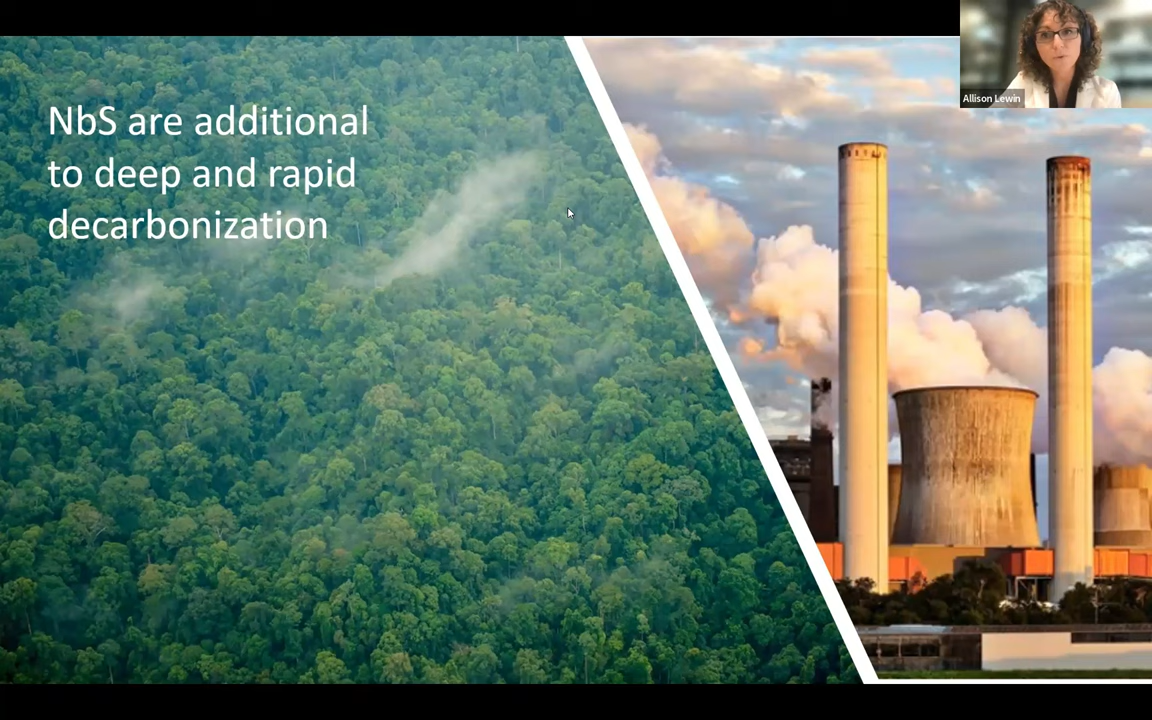 NbS are additional
to deep and rapid
decarbonization
Allison Lewin